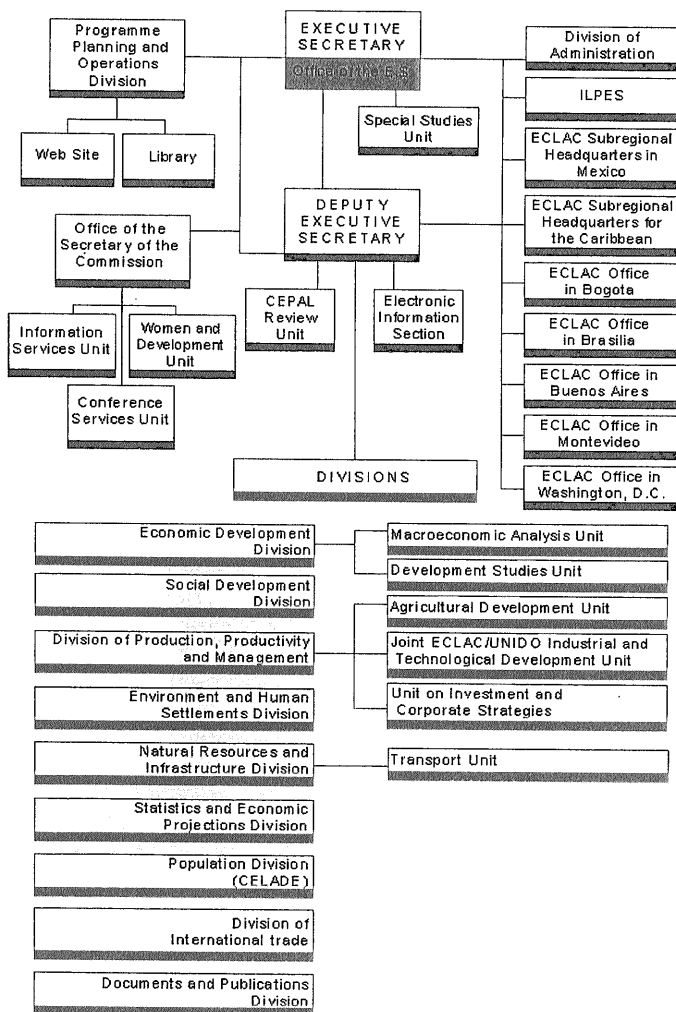 Programme
Planning and
Operations
Division
EXECUTIVE
SECRETARY
Office of the E.S
Division of
Administration
ILPES
Special Studies
Unit
Web Site
Library
ECLAC Subregional
Headquarters in
Mexico
DEPUTY
EXECUTIVE
SECRETARY
ECLAC Subregional
Headquarters for
the Caribbean
Office of the
Secretary of the
Commission
ECLAC Office
in Bogota
CEPAL
Review
Unit
Electronic
Information
Section
Information
Services Unit
Women and
Development
Unit
ECLAC Office
in Brasilia
ECLAC Office in
Buenos Aires
Conference
Services Unit
ECLAC Office in
Montevideo
DIVISIONS
ECLAC Office in
Washington, D.C.
Economic Development
Division
Macroeconomic Analysis Unit
Development Studies Unit
Social Development
Division
Agricultural Development Unit
Division of Production, Productivity
and Management
Joint ECLAC/UNIDO Industrial and
Technological Development Unit
Unit on Investment and
Corporate Strategies
Environment and Human
Settlements Division
Natural Resources and
Infrastructure Division
Transport Unit
Statistics and Economic
Projections Division
Population Division
(CELADE)
Division of
International trade
Documents and Publications
Division